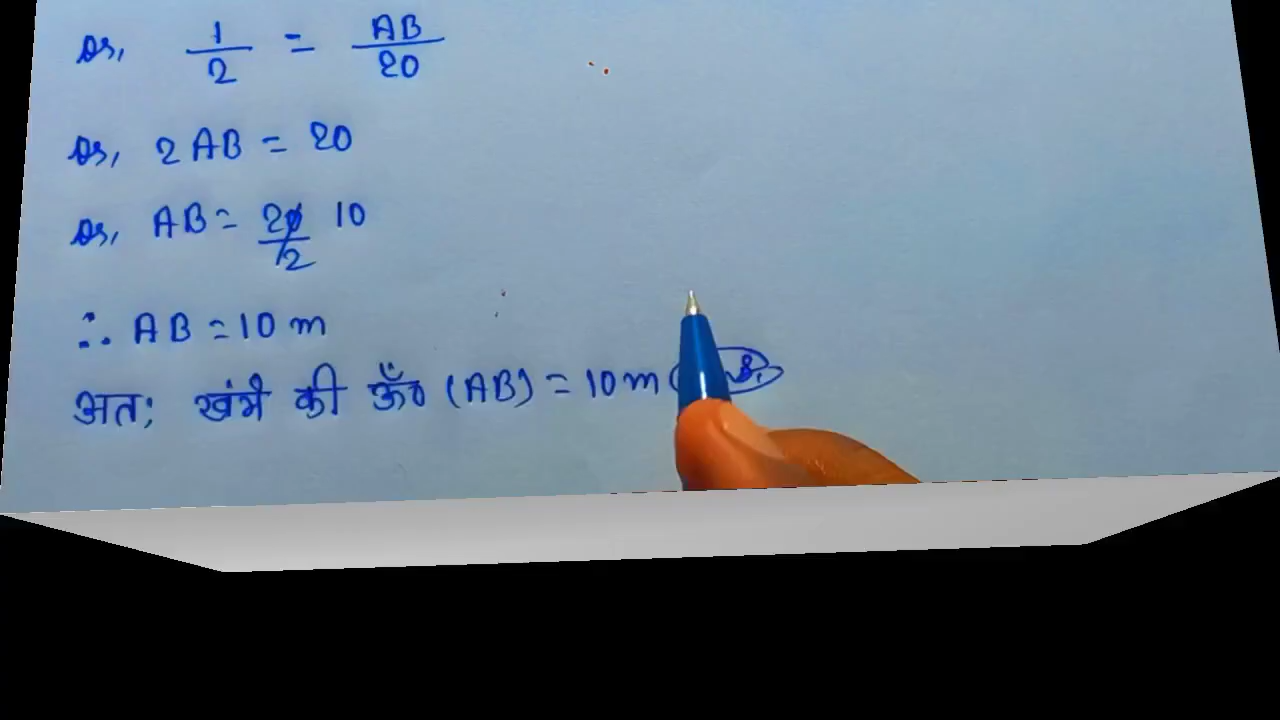 or, 1/2 = AB/20
or, 2AB = 20
or, AB = 20/2 10
∴ AB = 10 m
अतः खंभे की ऊँ० (AB) = 10 m